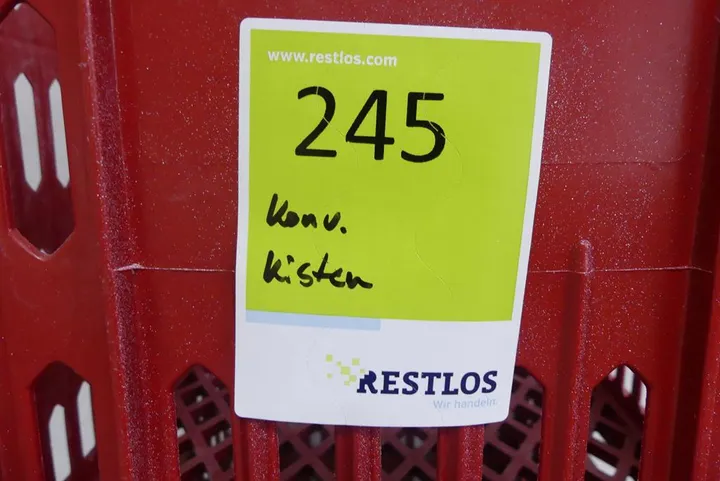 www.restlos.com
245
Konv.
Kisten
RESTLOS
Wir handeln.